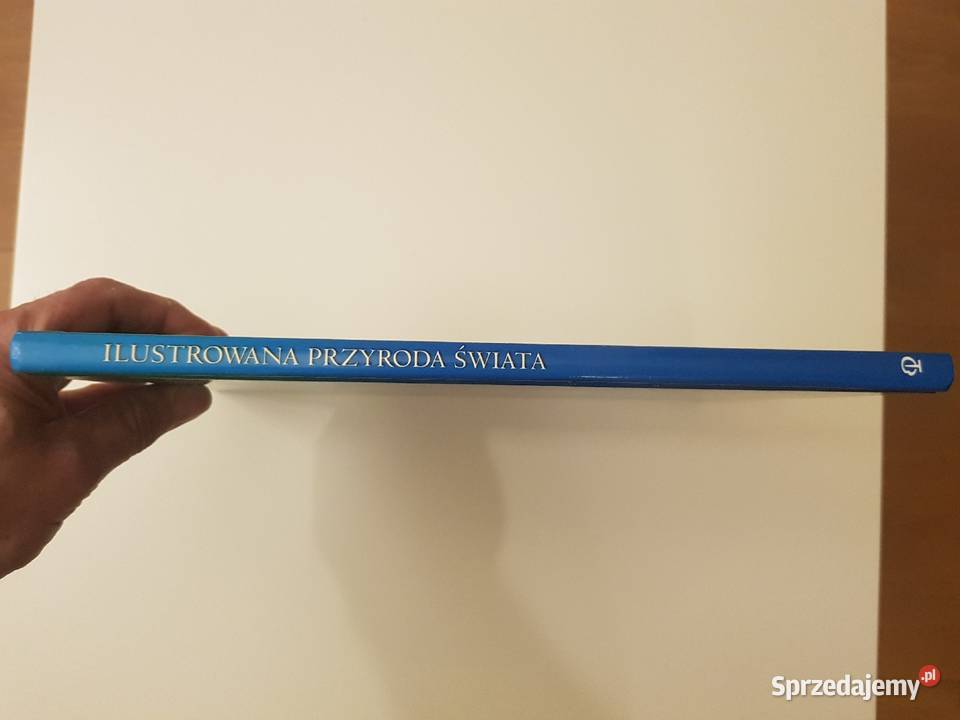 ILUSTROWANA PRZYRODA ŚWIATA
Sprzedajemy.pl